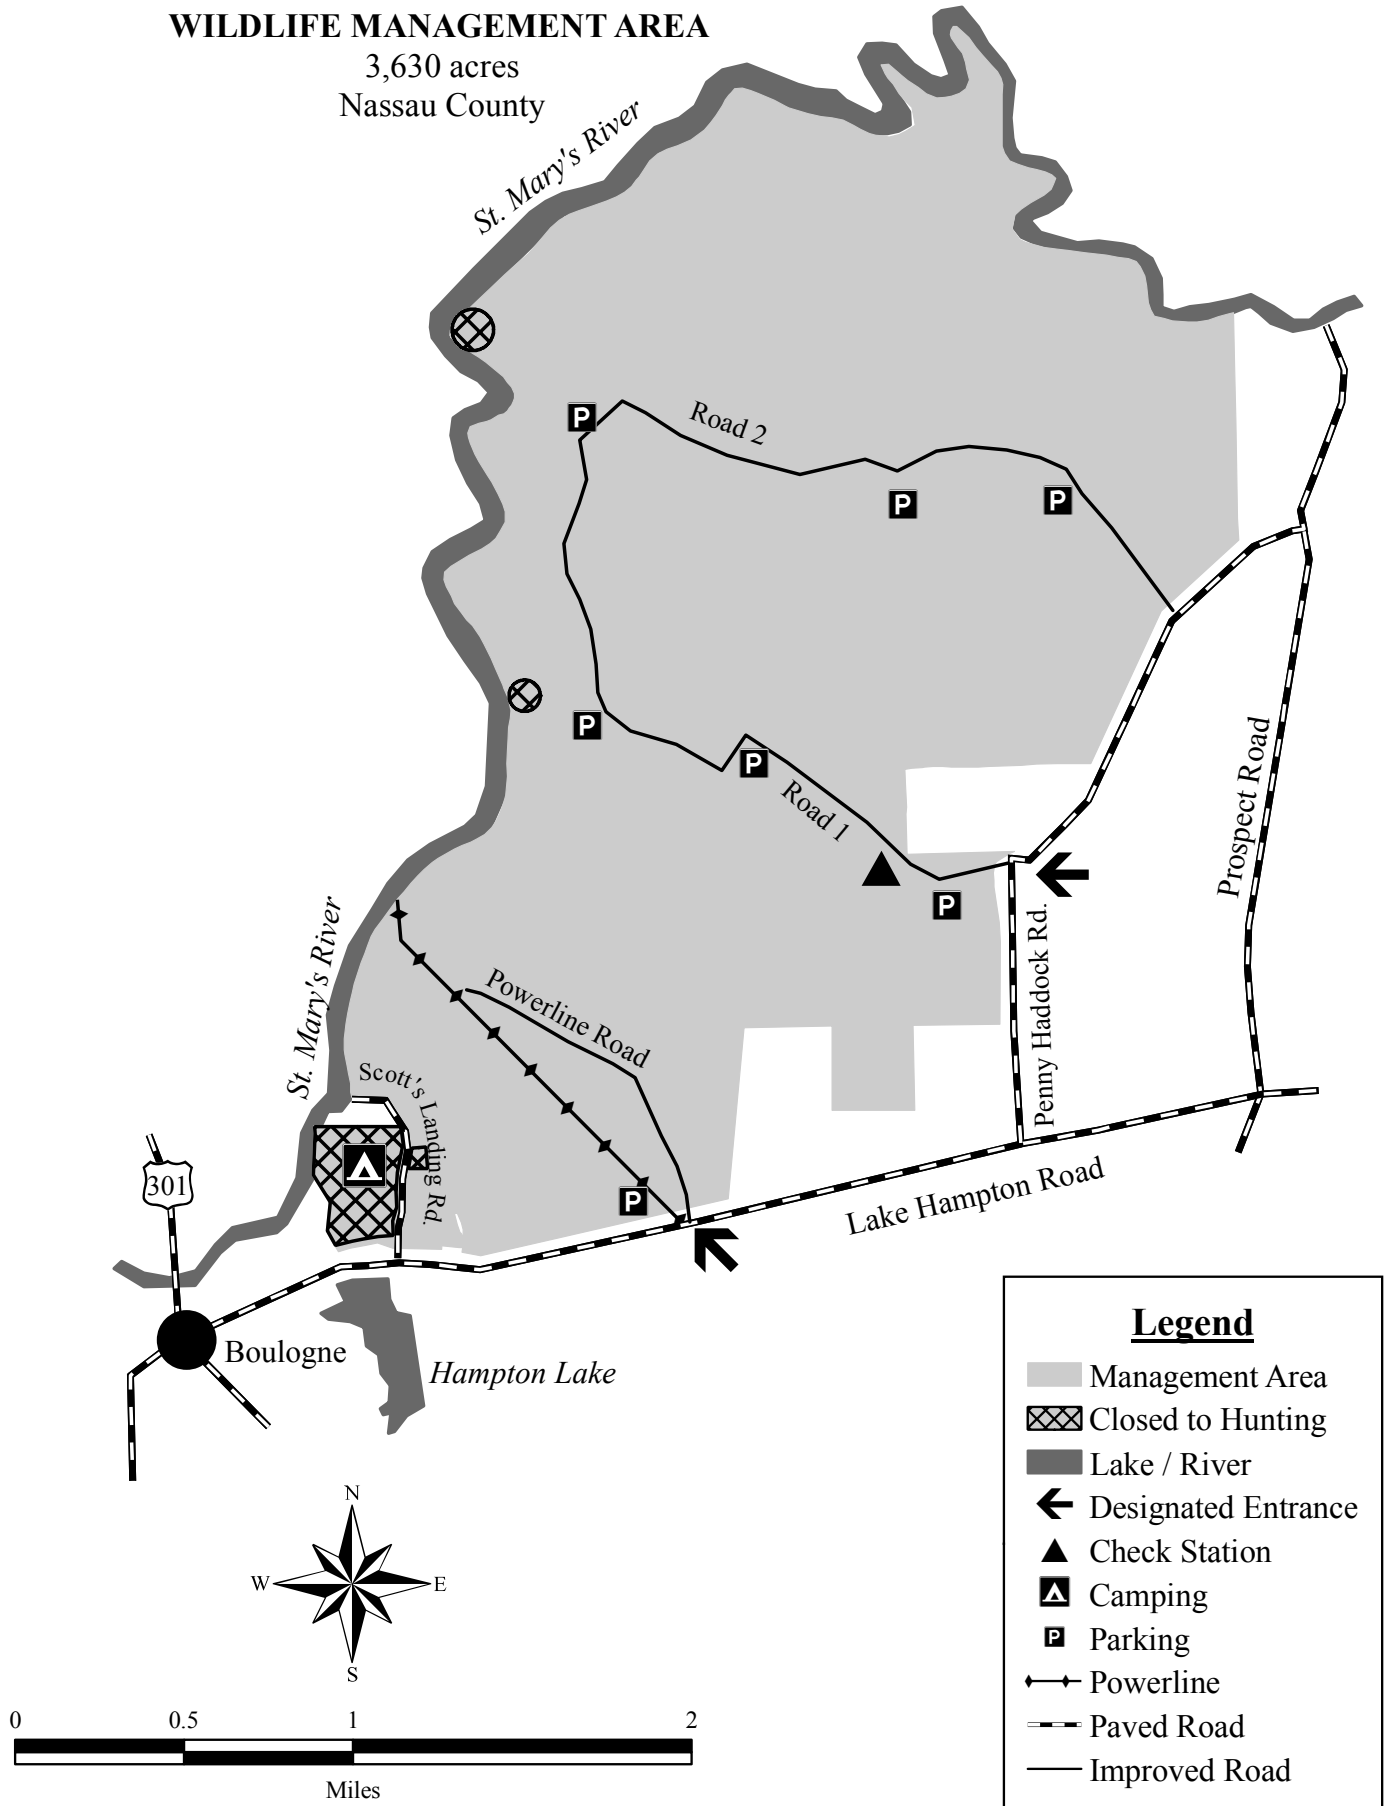 WILDLIFE MANAGEMENT AREA
3,630 acres
Nassau County
St. Mary's River
Road 2
P
P
P
P
P
Road 1
P
Prospect Road
Penny Haddock Rd.
St. Mary's River
Powerline Road
Scott's Landing Rd.
P
301
Lake Hampton Road
Boulogne
Hampton Lake
Legend
Management Area
Closed to Hunting
Lake / River
Designated Entrance
Check Station
Camping
P Parking
Powerline
Paved Road
Improved Road
N
W E
S
0 0.5 1 2
Miles